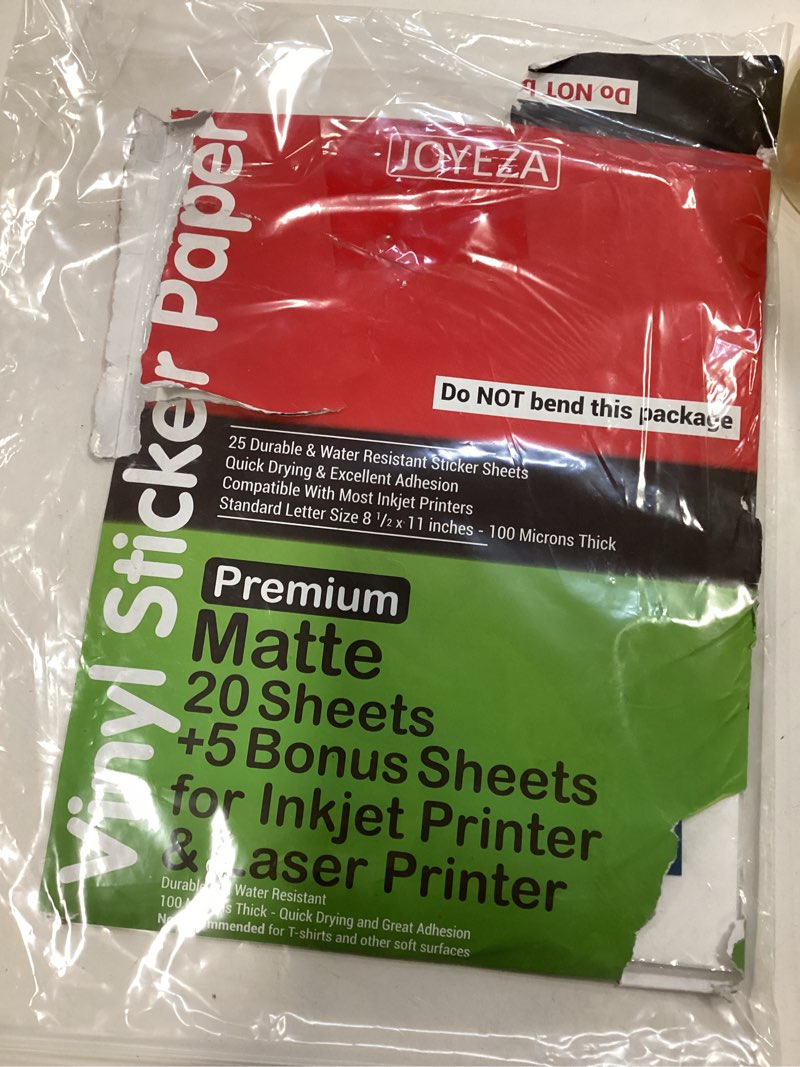 Do NOT
JOYEZA
Vinyl Sticker Paper
Do NOT bend this package
25 Durable & Water Resistant Sticker Sheets
Quick Drying & Excellent Adhesion
Compatible With Most Inkjet Printers
Standard Letter Size 8 1/2 x 11 inches - 100 Microns Thick
Premium
Matte
20 Sheets
+5 Bonus Sheets
for Inkjet Printer
& Laser Printer
Water Resistant
100 Thick - Quick Drying and Great Adhesion
for T-shirts and other soft surfaces